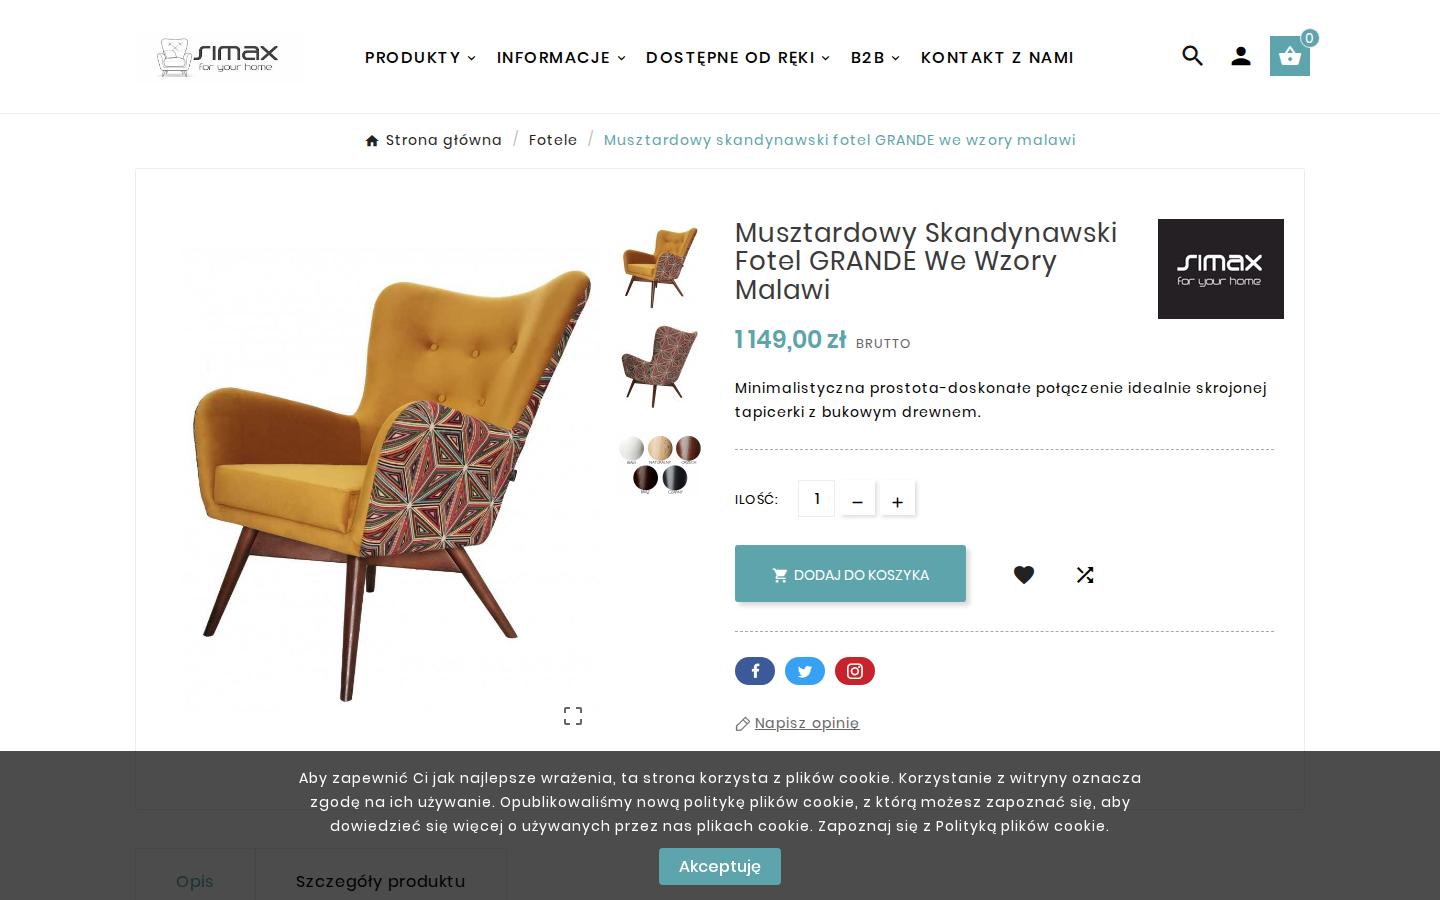 simax
for your home
PRODUKTY
INFORMACJE
DOSTĘPNE OD RĘKI
B2B
KONTAKT Z NAMI
0
Strona główna / Fotele / Musztardowy skandynawski fotel GRANDE we wzory malawi
Musztardowy Skandynawski
Fotel GRANDE We Wzory
Malawi
simax
for your home
1 149,00 zł BRUTTO
Minimalistyczna prostota-doskonałe połączenie idealnie skrojonej
tapicerki z bukowym drewnem.
BIAŁY NATURALNY ORZECH
BRĄZ CZARNY
ILOŚĆ: 1
DODAJ DO KOSZYKA
Napisz opinię
Aby zapewnić Ci jak najlepsze wrażenia, ta strona korzysta z plików cookie. Korzystanie z witryny oznacza
zgodę na ich używanie. Opublikowaliśmy nową politykę plików cookie, z którą możesz zapoznać się, aby
dowiedzieć się więcej o używanych przez nas plikach cookie. Zapoznaj się z Polityką plików cookie.
Akceptuję
Opis
Szczegóły produktu